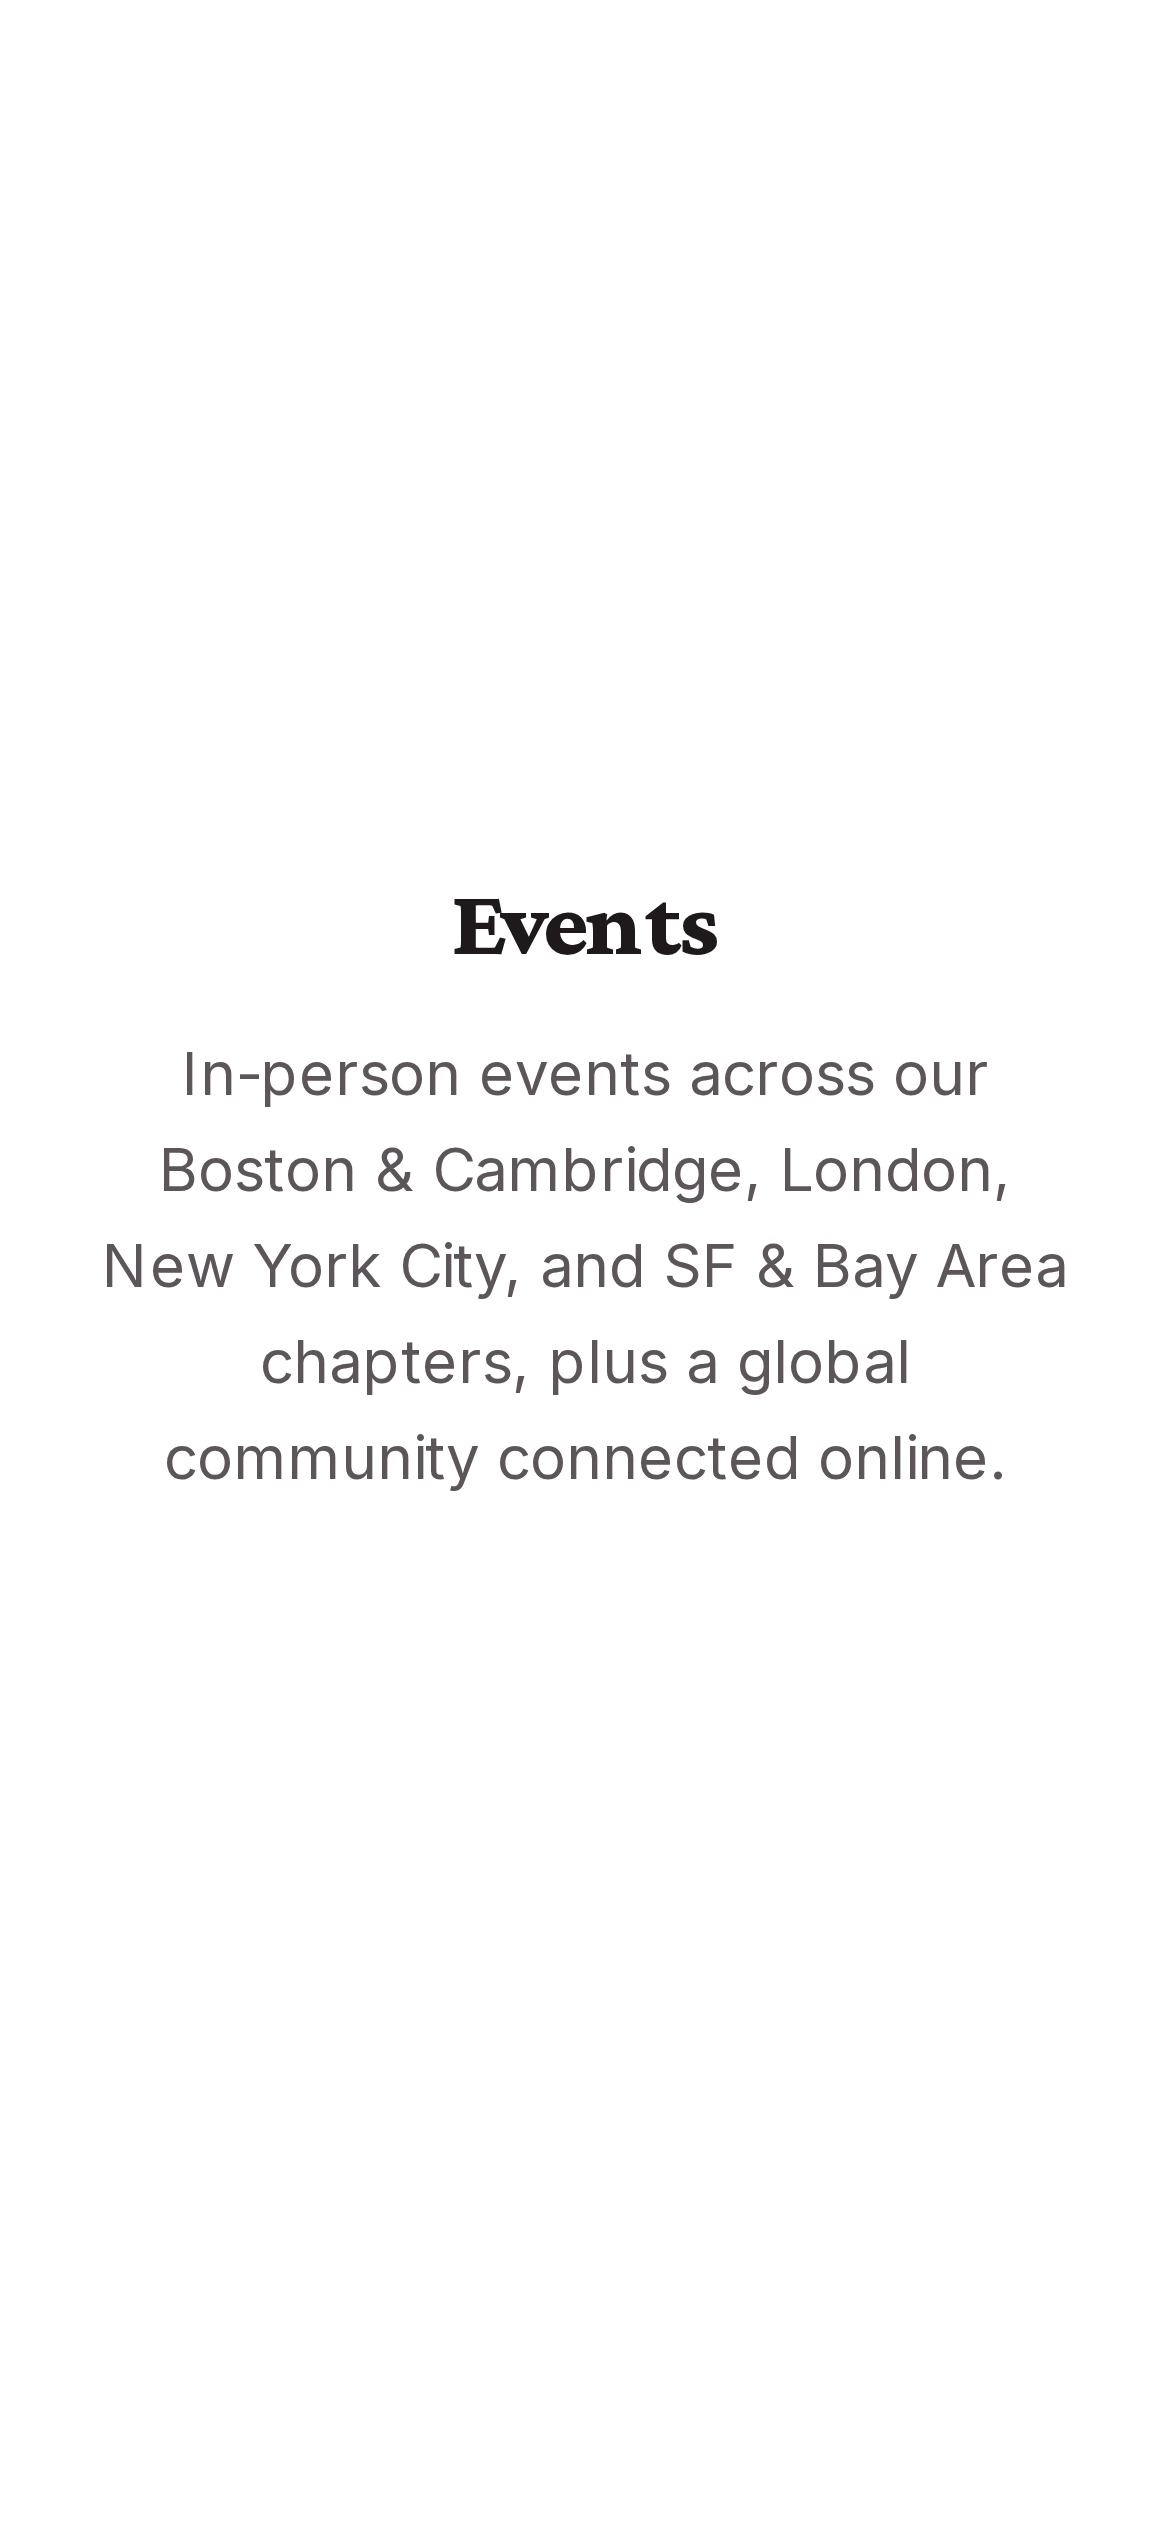 Events
In-person events across our
Boston & Cambridge, London,
New York City, and SF & Bay Area
chapters, plus a global
community connected online.